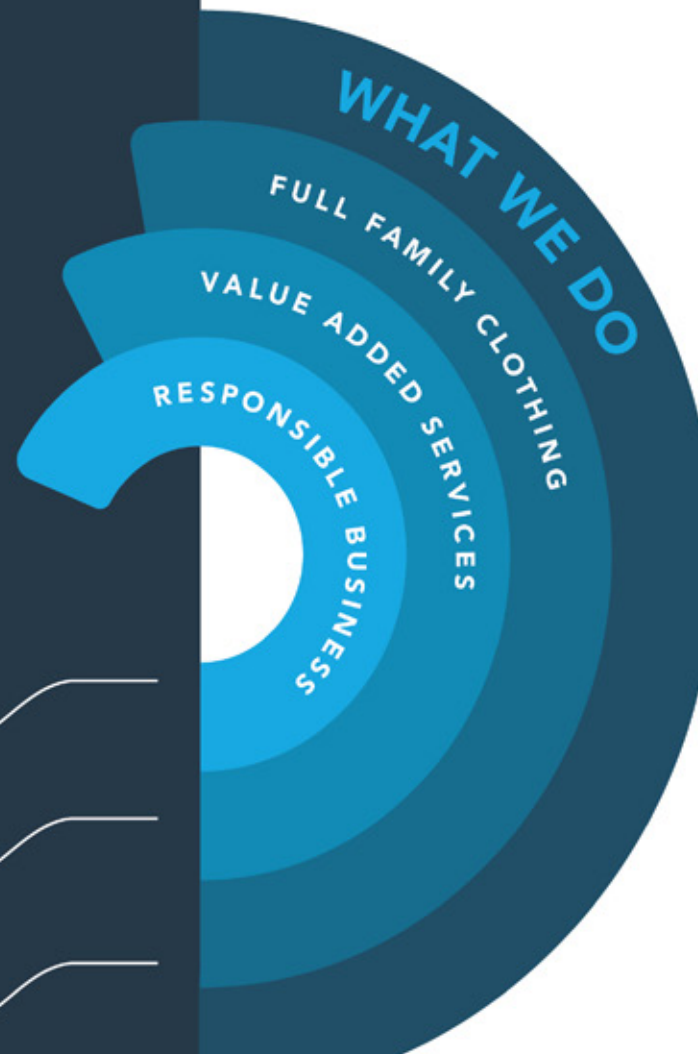 WHAT WE DO
FULL FAMILY CLOTHING
VALUE ADDED SERVICES
RESPONSIBLE BUSINESS